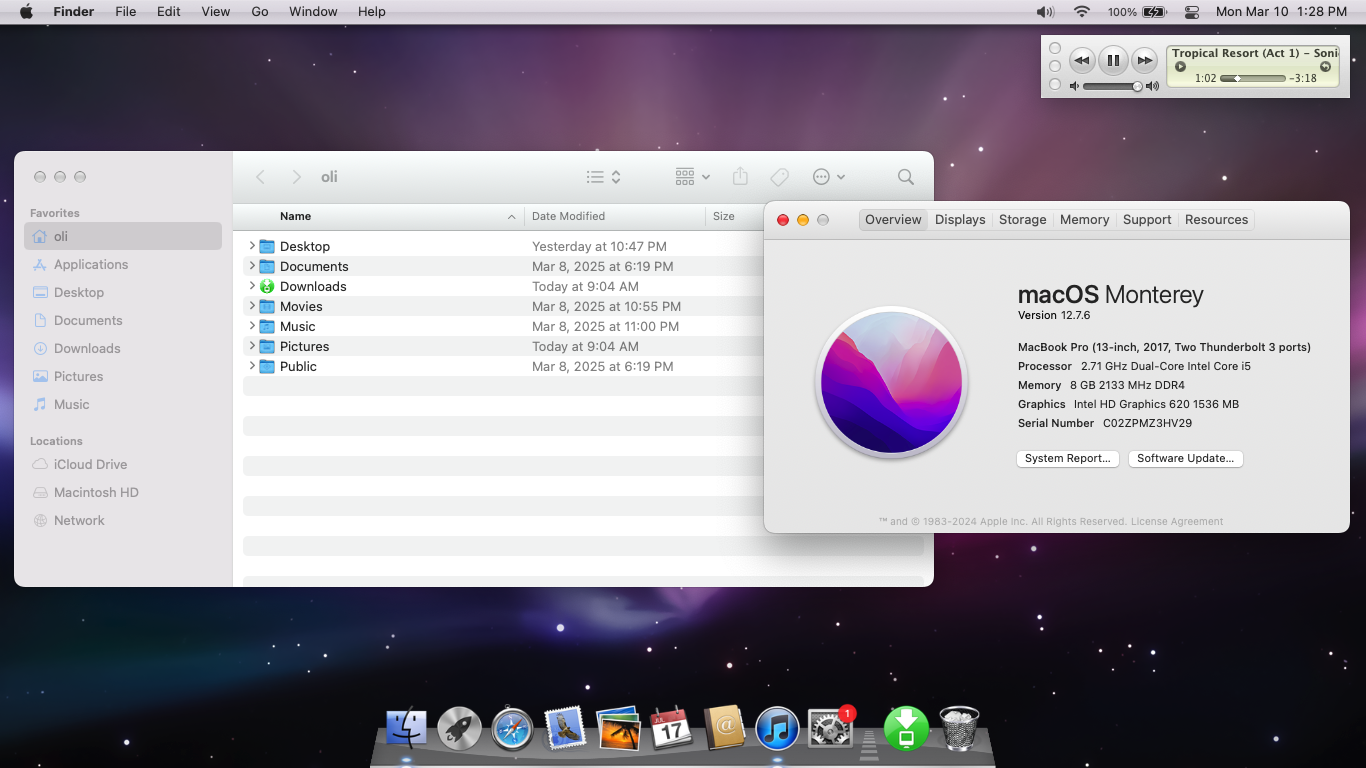 Finder File Edit View Go Window Help 100% Mon Mar 10 1:28 PM
Tropical Resort (Act 1) – Soni
1:02 -3:18
oli
Favorites
oli
Applications
Desktop
Documents
Downloads
Pictures
Music
Locations
iCloud Drive
Macintosh HD
Network
Name Date Modified Size
Desktop Yesterday at 10:47 PM
Documents Mar 8, 2025 at 6:19 PM
Downloads Today at 9:04 AM
Movies Mar 8, 2025 at 10:55 PM
Music Mar 8, 2025 at 11:00 PM
Pictures Today at 9:04 AM
Public Mar 8, 2025 at 6:19 PM
Overview Displays Storage Memory Support Resources
macOS Monterey
Version 12.7.6
MacBook Pro (13-inch, 2017, Two Thunderbolt 3 ports)
Processor 2.71 GHz Dual-Core Intel Core i5
Memory 8 GB 2133 MHz DDR4
Graphics Intel HD Graphics 620 1536 MB
Serial Number C02ZPMZ3HV29
System Report... Software Update...
™ and © 1983-2024 Apple Inc. All Rights Reserved. License Agreement
JUL
17
@
1